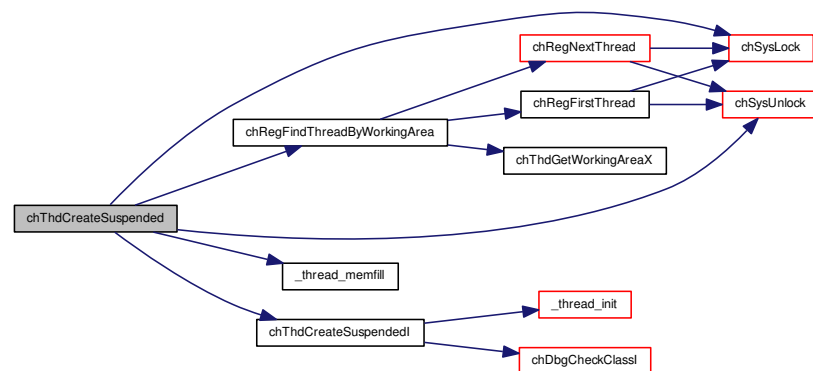 chRegNextThread
chSysLock
chRegFirstThread
chSysUnlock
chRegFindThreadByWorkingArea
chThdGetWorkingAreaX
chThdCreateSuspended
_thread_memfill
_thread_init
chThdCreateSuspendedI
chDbgCheckClassI